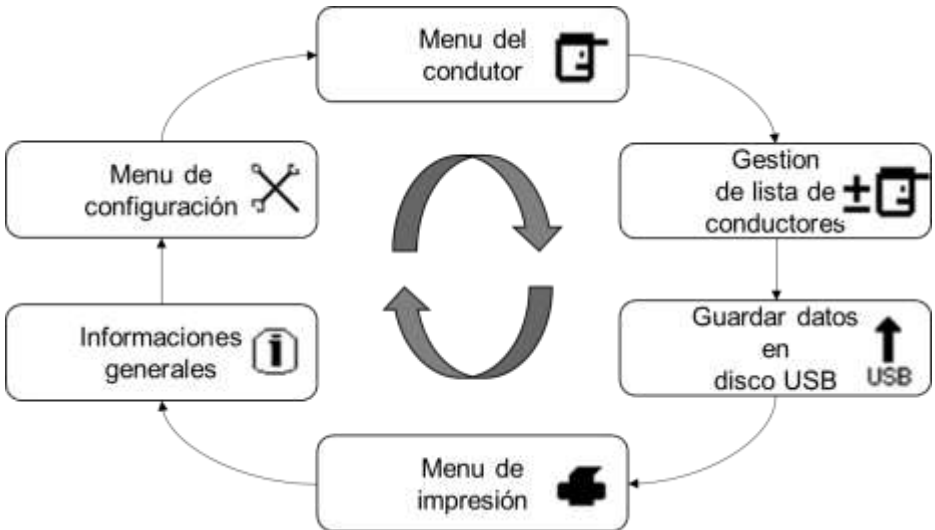 Menu del
condutor
Gestion
de lista de
conductores
Guardar datos
en
disco USB
USB
Menu de
impresión
Informaciones
generales
Menu de
configuración